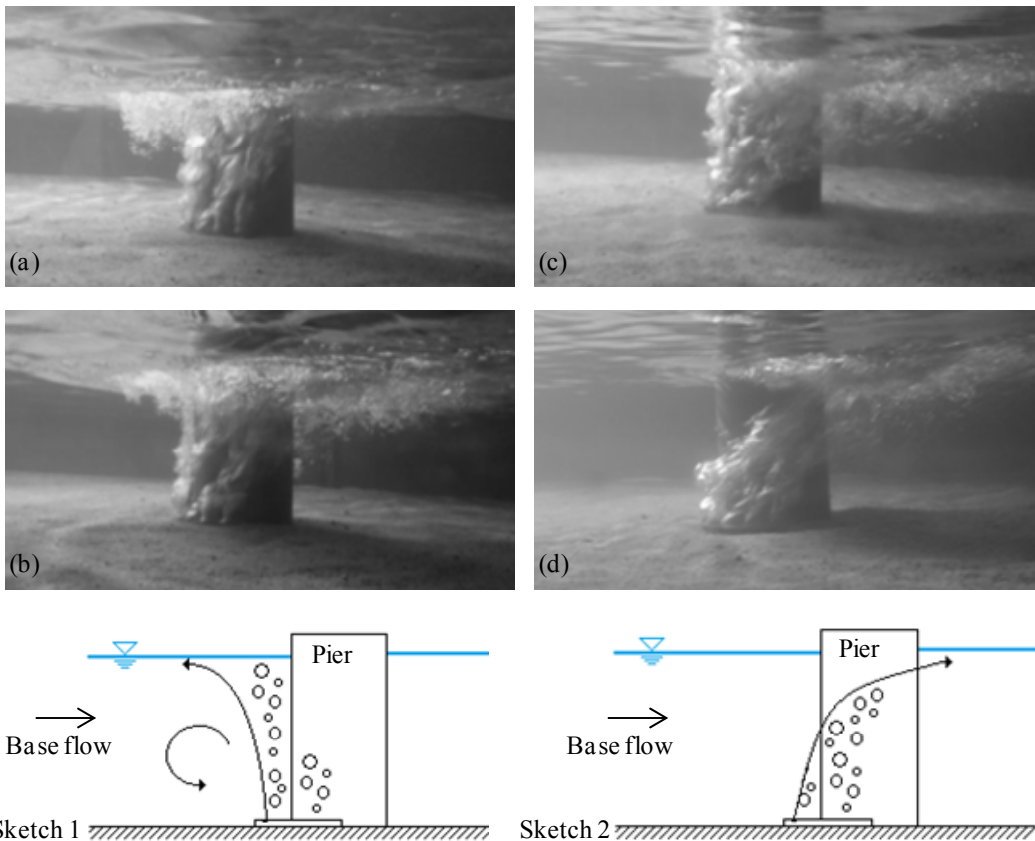 (a)
(c)
(b)
(d)
Pier
Base flow
Sketch 1
Pier
Base flow
Sketch 2